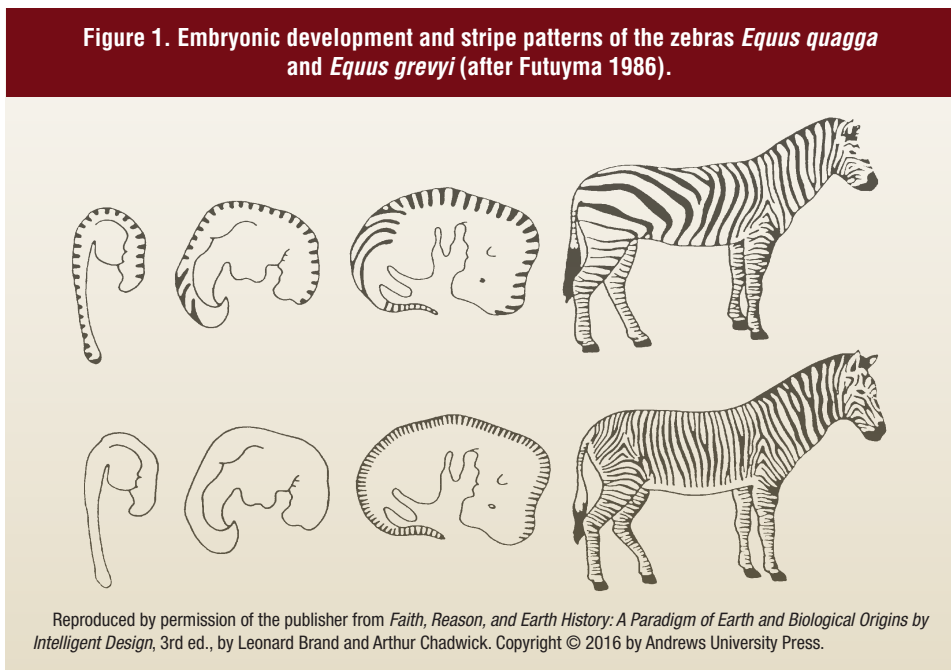 Figure 1. Embryonic development and stripe patterns of the zebras Equus quagga
and Equus grevyi (after Futuyma 1986).
Reproduced by permission of the publisher from Faith, Reason, and Earth History: A Paradigm of Earth and Biological Origins by
Intelligent Design, 3rd ed., by Leonard Brand and Arthur Chadwick. Copyright © 2016 by Andrews University Press.